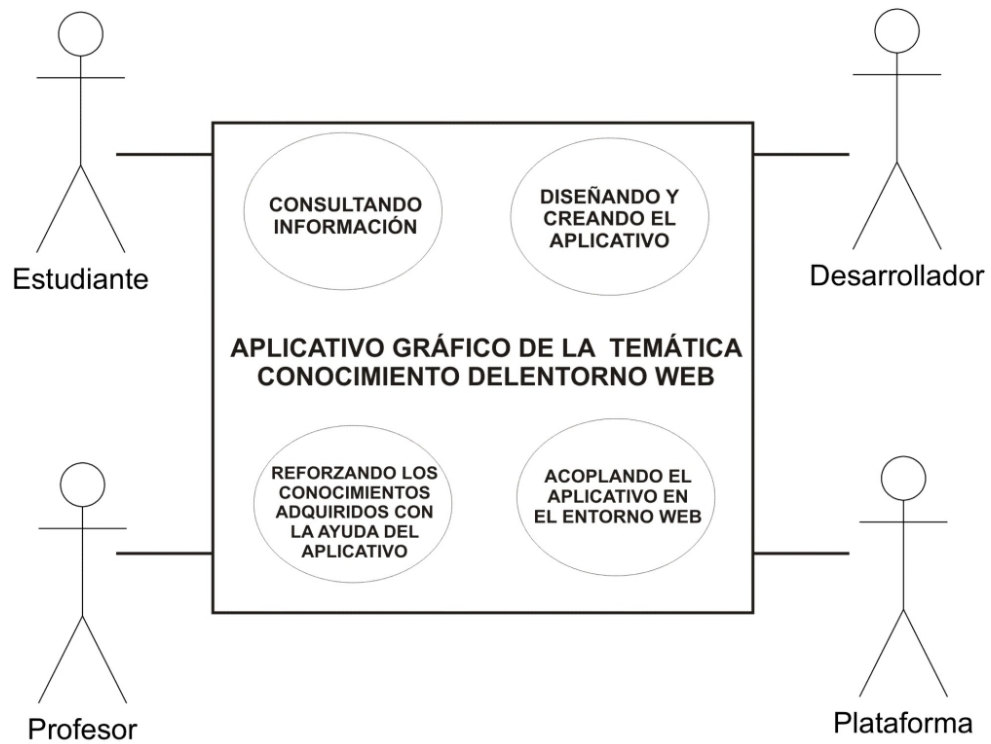 CONSULTANDO
INFORMACIÓN
DISEÑANDO Y
CREANDO EL
APLICATIVO
Estudiante
Desarrollador
APLICATIVO GRÁFICO DE LA TEMÁTICA
CONOCIMIENTO DELENTORNO WEB
REFORZANDO LOS
CONOCIMIENTOS
ADQUIRIDOS CON
LA AYUDA DEL
APLICATIVO
ACOPLANDO EL
APLICATIVO EN
EL ENTORNO WEB
Profesor
Plataforma